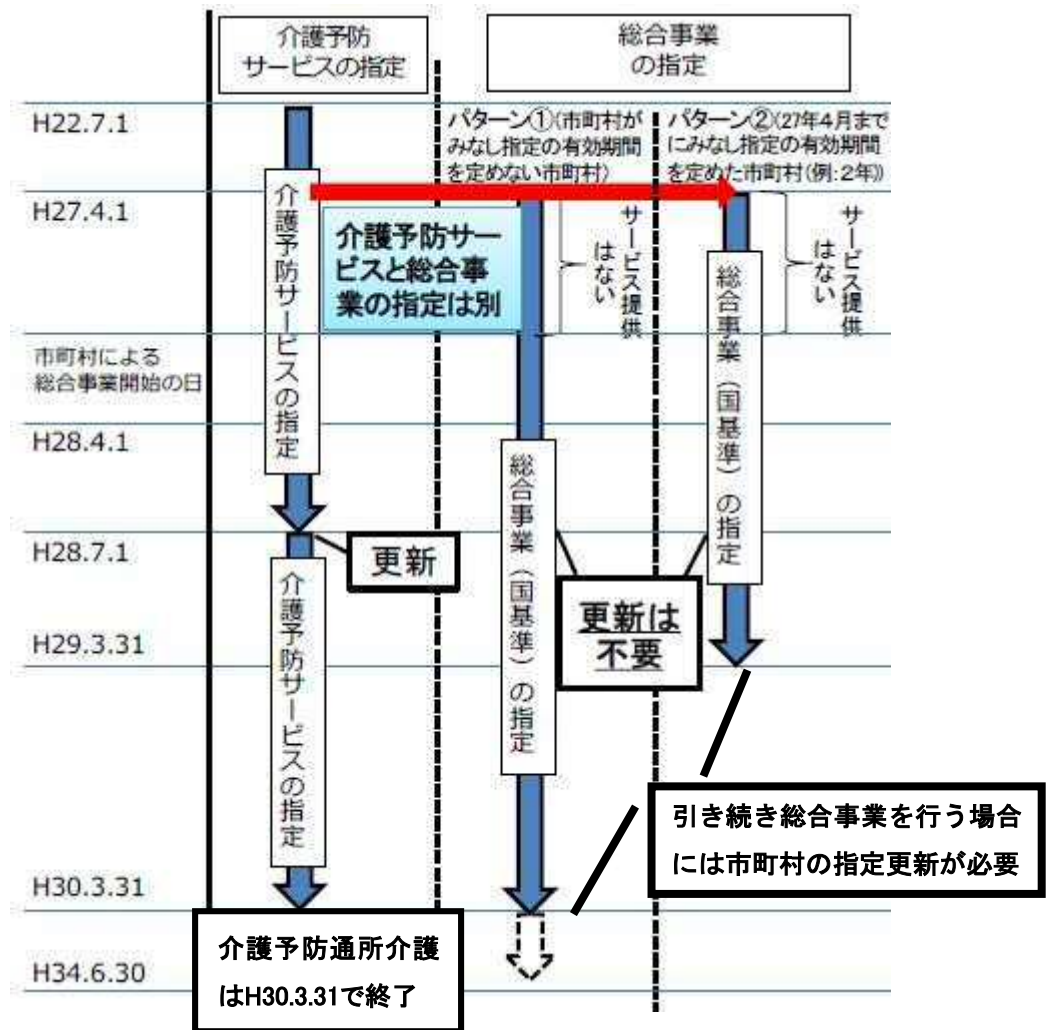 介護予防
サービスの指定
総合事業
の指定
H22.7.1
パターン①(市町村が
みなし指定の有効期間
を定めない市町村)
パターン②(27年4月まで
にみなし指定の有効期間
を定めた市町村(例:2年))
H27.4.1
介護予防サービスの指定
介護予防サー
ビスと総合事
業の指定は別
サービス提供
はない
サービス提供
はない
総合事業(国基準)の指定
市町村による
総合事業開始の日
H28.4.1
総合事業(国基準)の指定
H28.7.1
更新
介護予防サービスの指定
更新は
不要
H29.3.31
引き続き総合事業を行う場合
には市町村の指定更新が必要
H30.3.31
介護予防通所介護
はH30.3.31で終了
H34.6.30